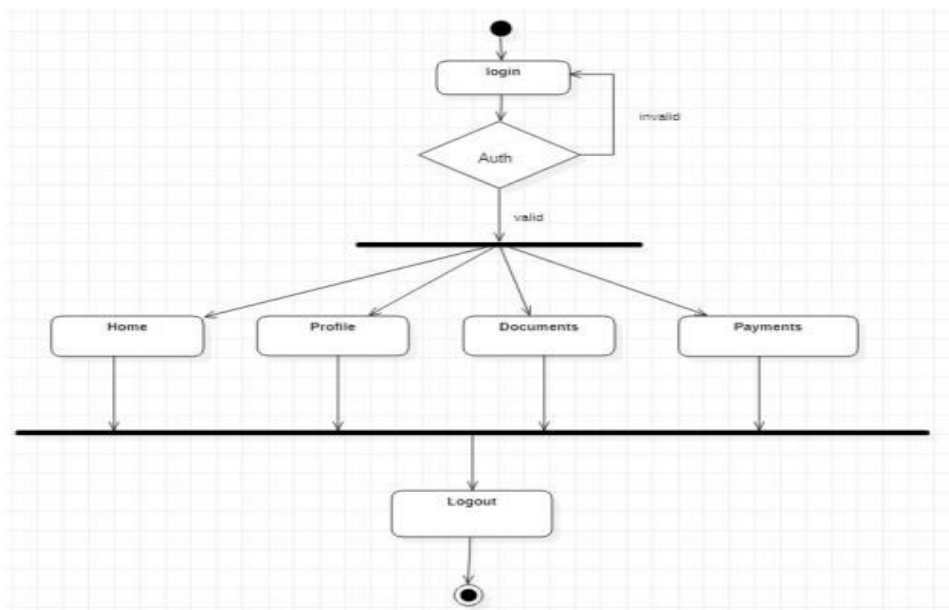 login
invalid
Auth
valid
Home
Profile
Documents
Payments
Logout